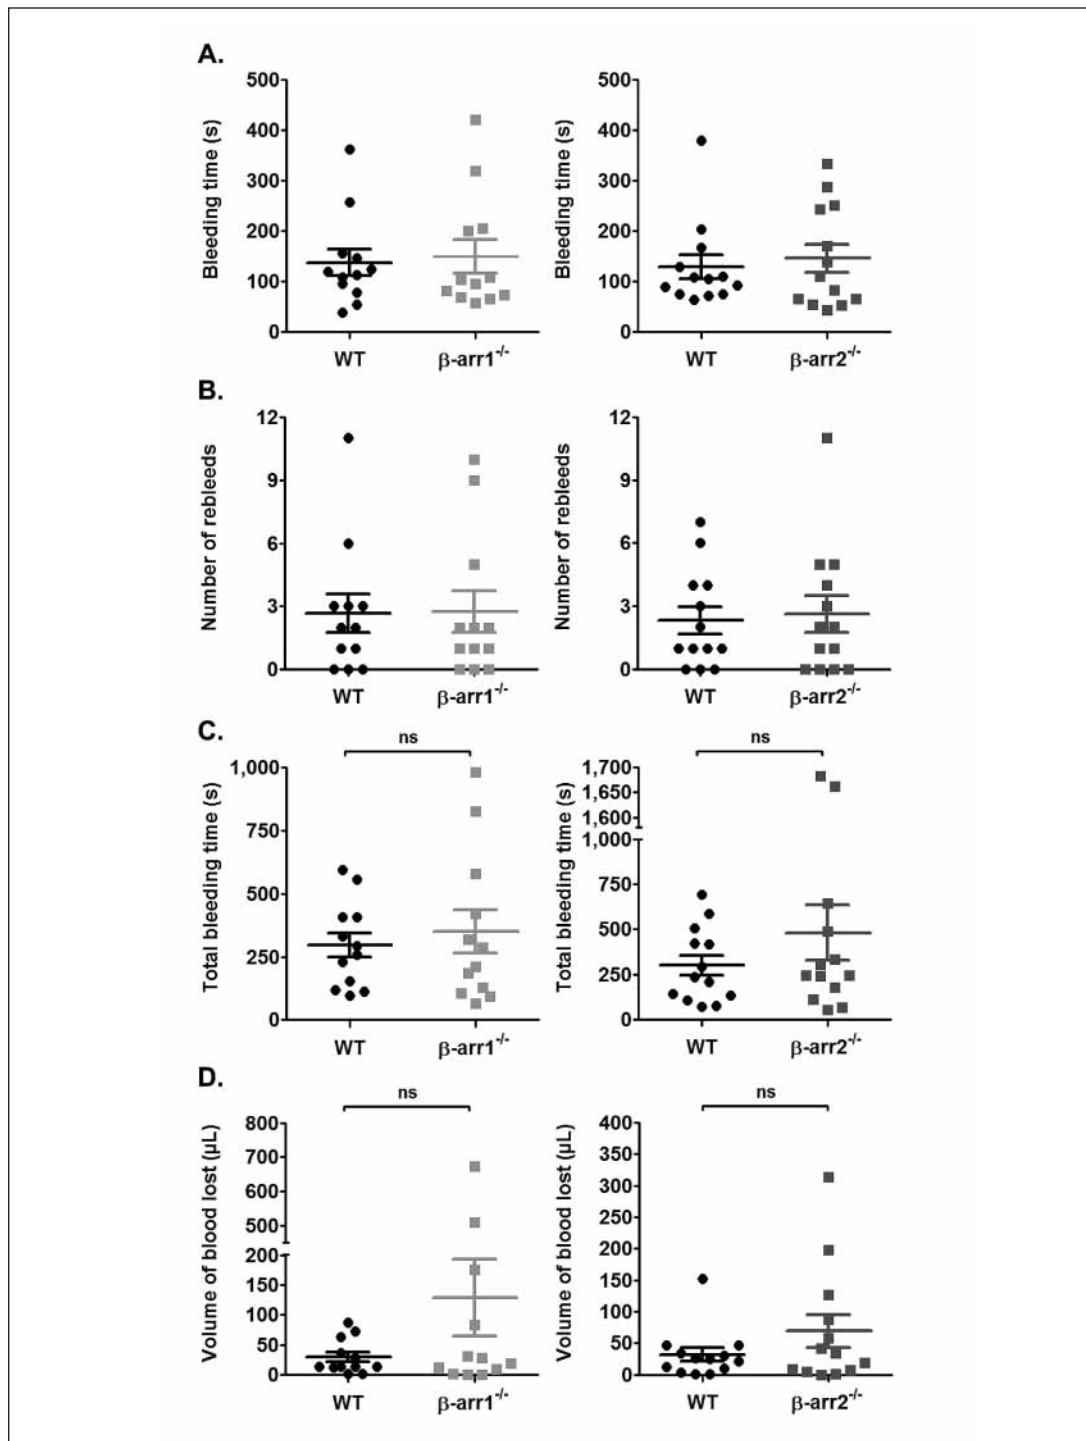 A.
Bleeding time (s)
500
400
300
200
100
0
WT
β-arr1-/-
Bleeding time (s)
500
400
300
200
100
0
WT
β-arr2-/-
B.
Number of rebleeds
12
9
6
3
0
WT
β-arr1-/-
Number of rebleeds
12
9
6
3
0
WT
β-arr2-/-
C.
ns
Total bleeding time (s)
1,000
750
500
250
0
WT
β-arr1-/-
ns
Total bleeding time (s)
1,700
1,650
1,600
1,000
750
500
250
0
WT
β-arr2-/-
D.
ns
Volume of blood lost (µL)
800
700
600
500
200
150
100
50
0
WT
β-arr1-/-
ns
Volume of blood lost (µL)
400
350
300
250
200
150
100
50
0
WT
β-arr2-/-